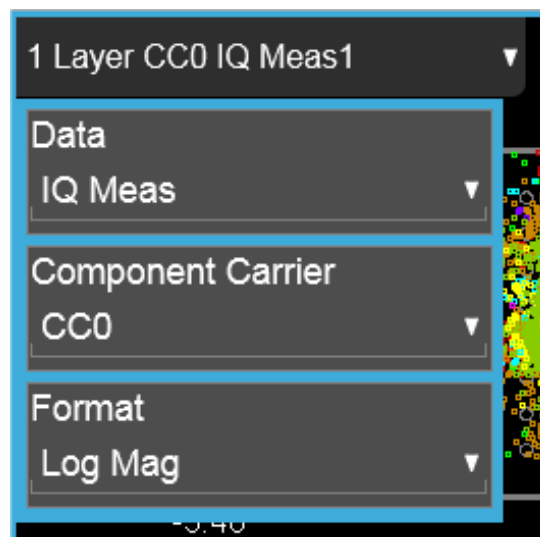 1 Layer CC0 IQ Meas1
Data
IQ Meas
Component Carrier
CC0
Format
Log Mag